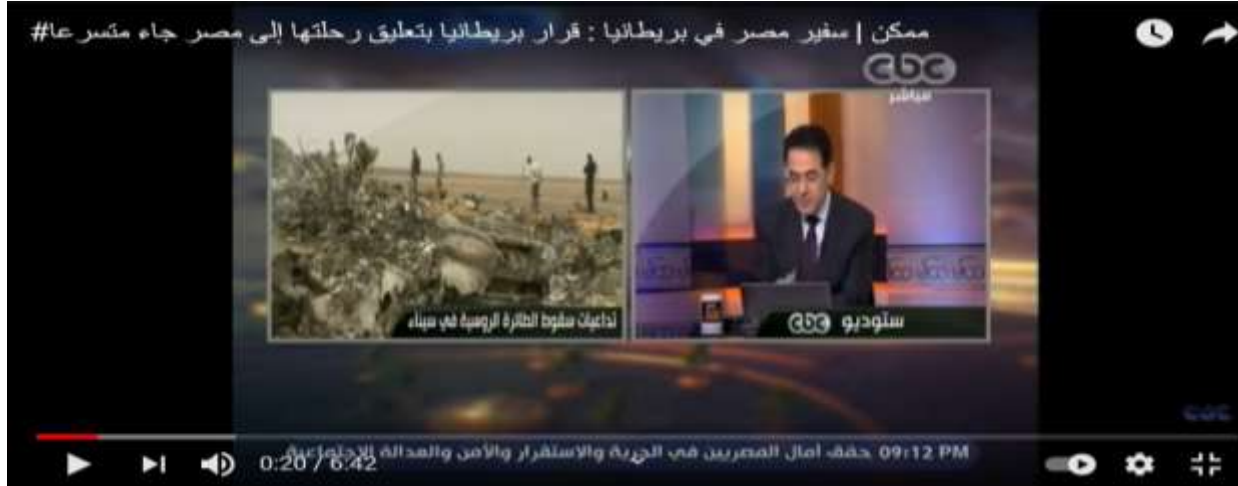 #ممكن | سفير مصر في بريطانيا : قرار بريطانيا بتعليق رحلتها إلى مصر جاء متسرعا
cbc
مباشر
تداعيات سقوط الطائرة الروسية في سيناء
ستوديو cbc
cbc
09:12 PM حقق آمال المصريين في الحرية والاستقرار والأمن والعدالة الاجتماعية
0:20 / 6:42